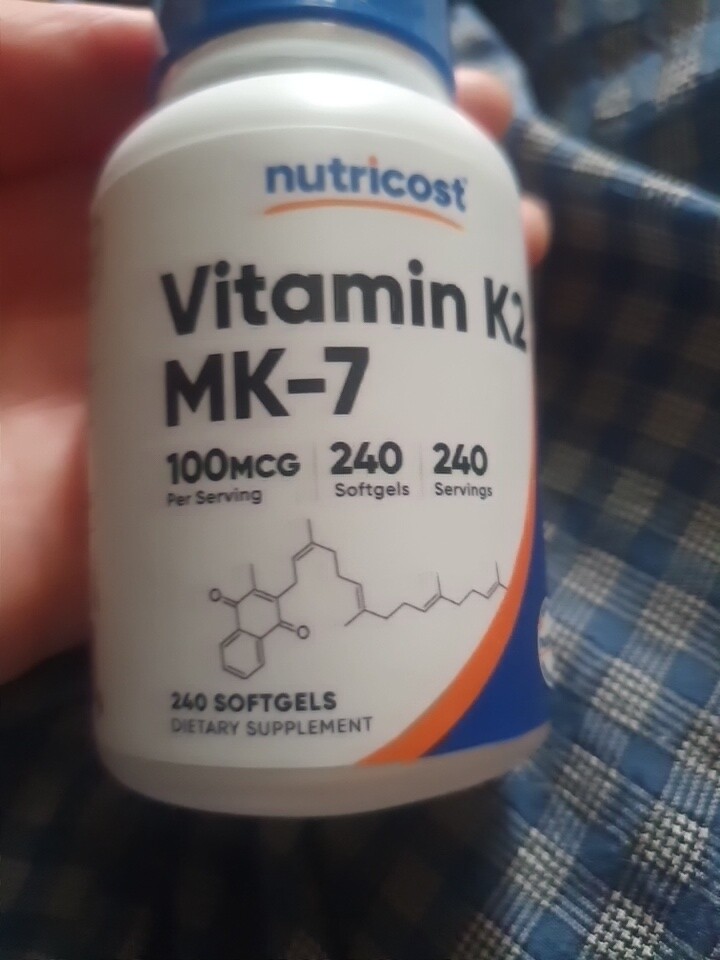 nutricost
Vitamin K2
MK-7
100MCG
Per Serving
240
Softgels
240
Servings
O
O
240 SOFTGELS
DIETARY SUPPLEMENT